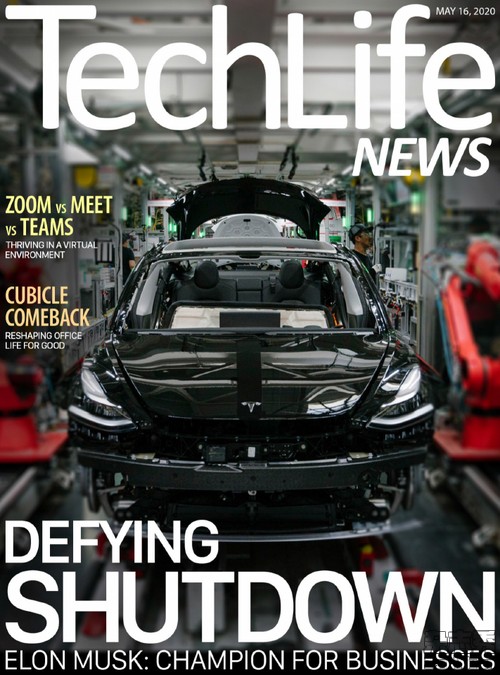 TechLife
MAY 16, 2020
NEWS
ZOOM vs MEET
vs TEAMS
THRIVING IN A VIRTUAL
ENVIRONMENT
CUBICLE
COMEBACK
RESHAPING OFFICE
LIFE FOR GOOD
DEFYING
SHUTDOWN
ELON MUSK: CHAMPION FOR BUSINESSES